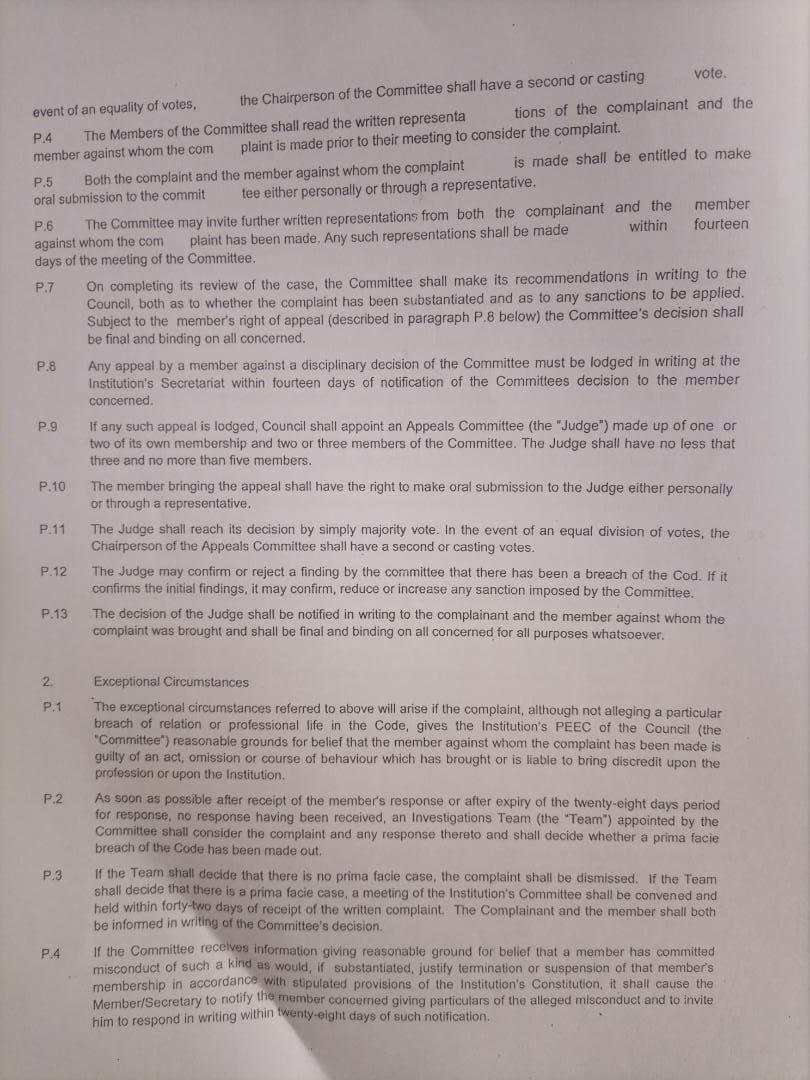 event of an equality of votes, the Chairperson of the Committee shall have a second or casting vote.
P.4 The Members of the Committee shall read the written representa tions of the complainant and the
member against whom the com plaint is made prior to their meeting to consider the complaint.
P.5 Both the complaint and the member against whom the complaint is made shall be entitled to make
oral submission to the commit tee either personally or through a representative.
P.6 The Committee may invite further written representations from both the complainant and the member
against whom the com plaint has been made. Any such representations shall be made within fourteen
days of the meeting of the Committee.
P.7 On completing its review of the case, the Committee shall make its recommendations in writing to the
Council, both as to whether the complaint has been substantiated and as to any sanctions to be applied.
Subject to the member's right of appeal (described in paragraph P.8 below) the Committee's decision shall
be final and binding on all concerned.
P.8 Any appeal by a member against a disciplinary decision of the Committee must be lodged in writing at the
Institution's Secretariat within fourteen days of notification of the Committees decision to the member
concerned.
P.9 If any such appeal is lodged, Council shall appoint an Appeals Committee (the "Judge") made up of one or
two of its own membership and two or three members of the Committee. The Judge shall have no less that
three and no more than five members.
P.10 The member bringing the appeal shall have the right to make oral submission to the Judge either personally
or through a representative.
P.11 The Judge shall reach its decision by simply majority vote. In the event of an equal division of votes, the
Chairperson of the Appeals Committee shall have a second or casting votes.
P.12 The Judge may confirm or reject a finding by the committee that there has been a breach of the Cod. If it
confirms the initial findings, it may confirm, reduce or increase any sanction imposed by the Committee.
P.13 The decision of the Judge shall be notified in writing to the complainant and the member against whom the
complaint was brought and shall be final and binding on all concerned for all purposes whatsoever.
2. Exceptional Circumstances
P.1 The exceptional circumstances referred to above will arise if the complaint, although not alleging a particular
breach of relation or professional life in the Code, gives the Institution's PEEC of the Council (the
"Committee") reasonable grounds for belief that the member against whom the complaint has been made is
guilty of an act, omission or course of behaviour which has brought or is liable to bring discredit upon the
profession or upon the Institution.
P.2 As soon as possible after receipt of the member's response or after expiry of the twenty-eight days period
for response, no response having been received, an Investigations Team (the "Team") appointed by the
Committee shall consider the complaint and any response thereto and shall decide whether a prima facie
breach of the Code has been made out.
P.3 If the Team shall decide that there is no prima facie case, the complaint shall be dismissed. If the Team
shall decide that there is a prima facie case, a meeting of the Institution's Committee shall be convened and
held within forty-two days of receipt of the written complaint. The Complainant and the member shall both
be informed in writing of the Committee's decision.
P.4 If the Committee receives information giving reasonable ground for belief that a member has committed
misconduct of such a kind as would, if substantiated, justify termination or suspension of that member's
membership in accordance with stipulated provisions of the Institution's Constitution, it shall cause the
Member/Secretary to notify the member concerned giving particulars of the alleged misconduct and to invite
him to respond in writing within twenty-eight days of such notification.